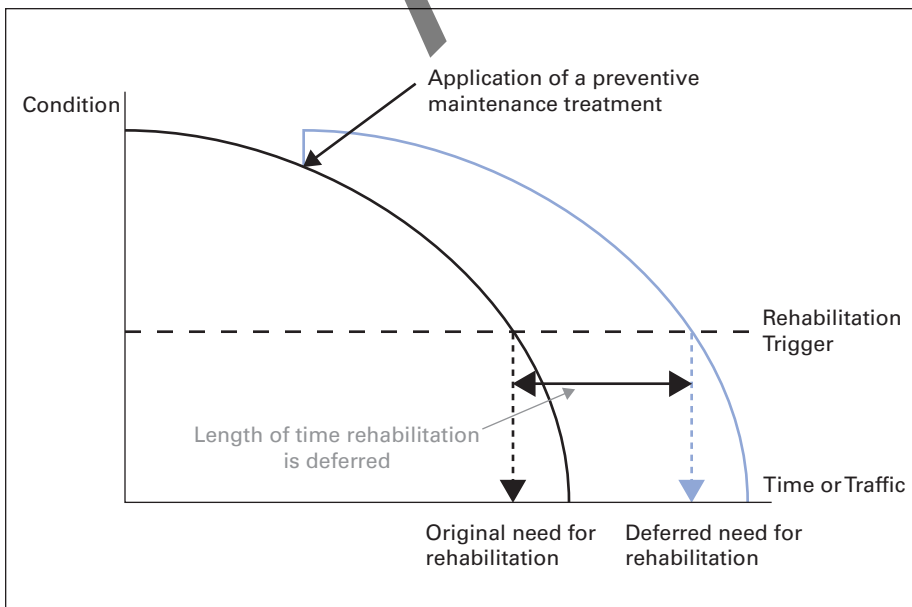 Application of a preventive
maintenance treatment
Condition
Rehabilitation
Trigger
Length of time rehabilitation
is deferred
Time or Traffic
Original need for
rehabilitation
Deferred need for
rehabilitation